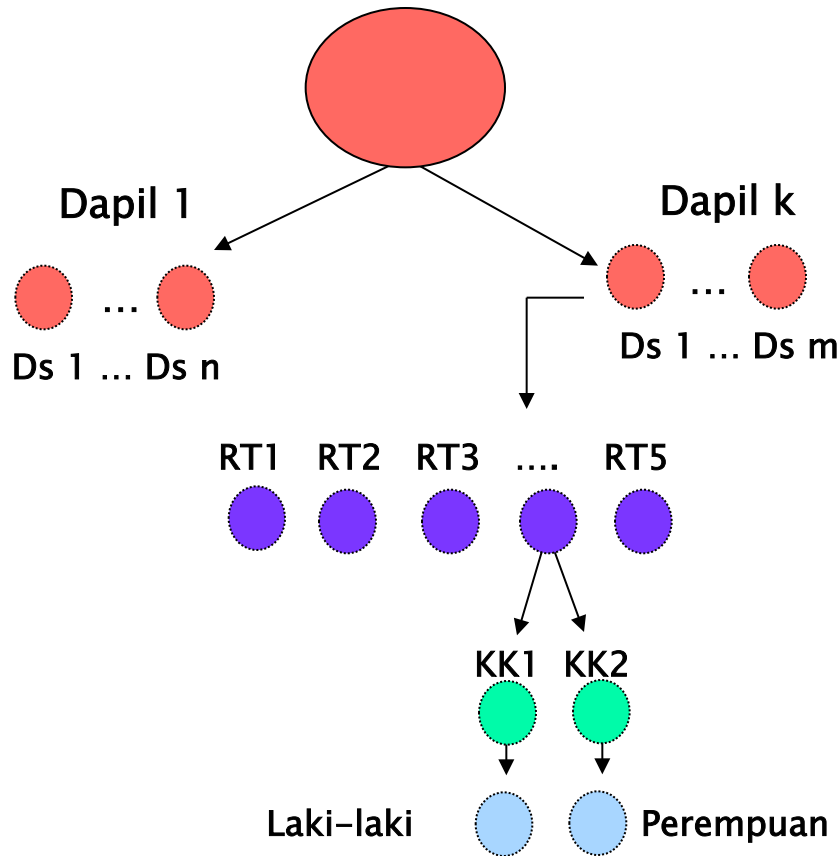 Dapil 1
Dapil k
...
...
Ds 1 ... Ds n
Ds 1 ... Ds m
RT1 RT2 RT3 .... RT5
KK1 KK2
Laki-laki Perempuan